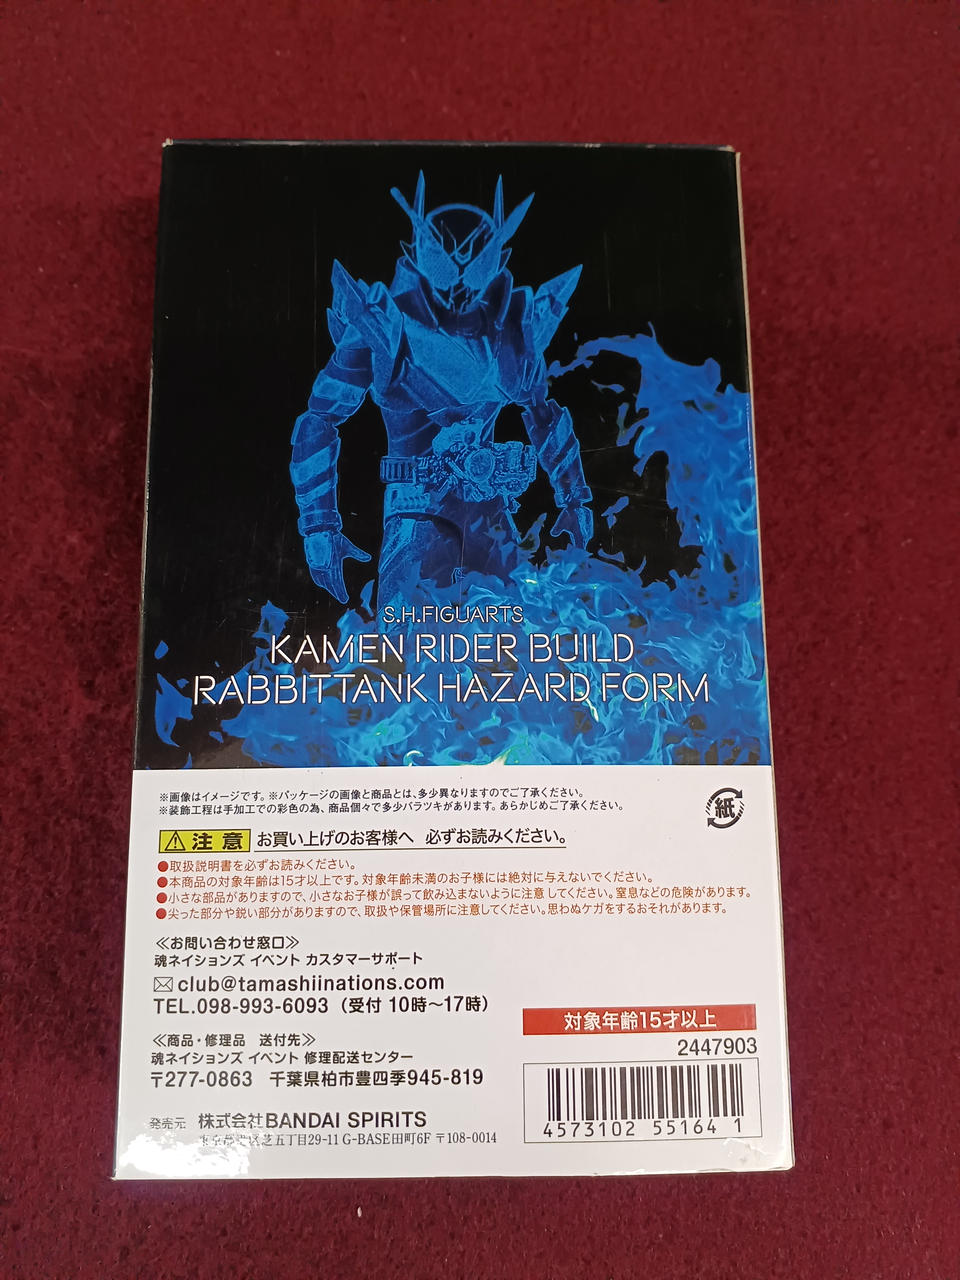 S.H.FIGUARTS
KAMEN RIDER BUILD
RABBITTANK HAZARD FORM
※画像はイメージです。※パッケージの画像と商品とは、多少異なりますのでご了承ください。
※装飾工程は手加工での彩色の為、商品個々で多少バラツキがあります。あらかじめご了承ください。
紙
注意 お買い上げのお客様へ 必ずお読みください。
●取扱説明書を必ずお読みください。
●本商品の対象年齢は15才以上です。対象年齢未満のお子様には絶対に与えないでください。
●小さな部品がありますので、小さなお子様が誤って飲み込まないように注意してください。窒息などの危険があります。
●尖った部分や鋭い部分がありますので、取扱や保管場所に注意してください。思わぬケガをするおそれがあります。
≪お問い合わせ窓口≫
魂ネイションズ イベント カスタマーサポート
club@tamashiinations.com
TEL.098-993-6093（受付 10時～17時）
≪商品・修理品 送付先≫
魂ネイションズ イベント 修理配送センター
〒277-0863 千葉県柏市豊四季945-819
発売元 株式会社BANDAI SPIRITS
東京都港区芝五丁目29-11 G-BASE田町6F 〒108-0014
対象年齢15才以上
2447903
4573102 55164 1